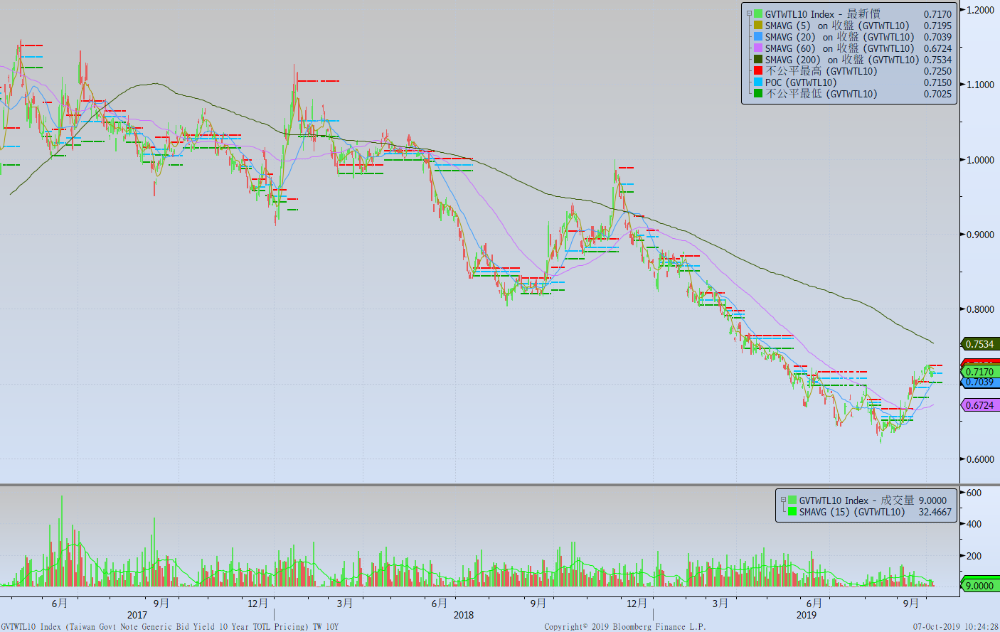 GVTWTL10 Index - 最新價 0.7170
SMAVG (5) on 收盤 (GVTWTL10) 0.7195
SMAVG (20) on 收盤 (GVTWTL10) 0.7039
SMAVG (60) on 收盤 (GVTWTL10) 0.6724
SMAVG (200) on 收盤 (GVTWTL10) 0.7534
不公平最高 (GVTWTL10) 0.7250
POC (GVTWTL10) 0.7150
不公平最低 (GVTWTL10) 0.7025
1.2000
1.1000
1.0000
0.9000
0.8000
0.7534
0.7170
0.7039
0.6724
0.6000
GVTWTL10 Index - 成交量 9.0000
SMAVG (15) (GVTWTL10) 32.4667
600
400
200
9.0000
6月 9月 12月 3月 6月 9月 12月 3月 6月 9月
2017 2018 2019
GVTWTL10 Index (Taiwan Govt Note Generic Bid Yield 10 Year TOTL Pricing) TW 10Y Copyright© 2019 Bloomberg Finance L.P. 07-Oct-2019 10:24:28